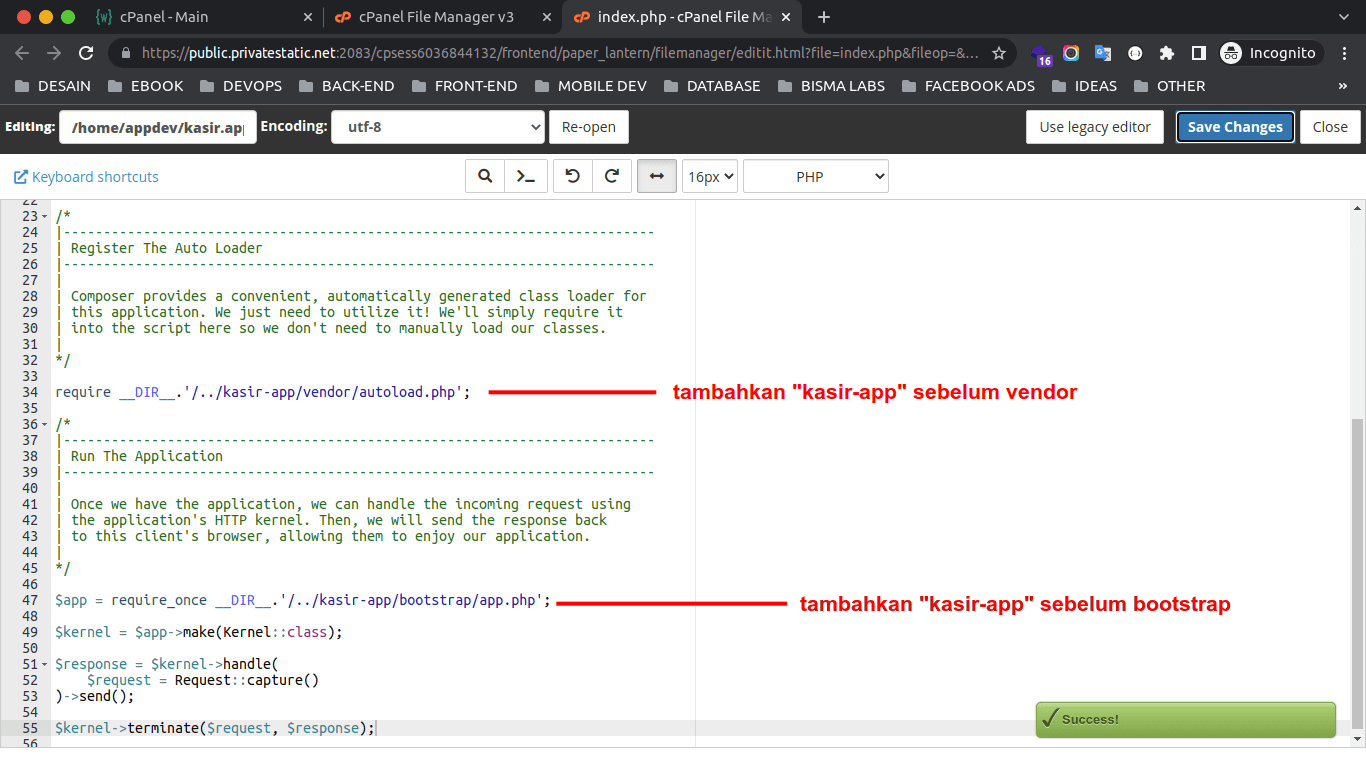 cPanel - Main
cPanel File Manager v3
index.php - cPanel File Ma
https://public.privatestatic.net:2083/cpsess6036844132/frontend/paper_lantern/filemanager/editit.html?file=index.php&fileop=&...
16
Incognito
DESAIN
EBOOK
DEVOPS
BACK-END
FRONT-END
MOBILE DEV
DATABASE
BISMA LABS
FACEBOOK ADS
IDEAS
OTHER
»
Editing:
/home/appdev/kasir.ap
Encoding:
utf-8
Re-open
Use legacy editor
Save Changes
Close
Keyboard shortcuts
16px
PHP
22
23 /*
24 |--------------------------------------------------------------------------
25 | Register The Auto Loader
26 |--------------------------------------------------------------------------
27 |
28 | Composer provides a convenient, automatically generated class loader for
29 | this application. We just need to utilize it! We'll simply require it
30 | into the script here so we don't need to manually load our classes.
31 |
32 */
33
34 require __DIR__.'/../kasir-app/vendor/autoload.php';
tambahkan "kasir-app" sebelum vendor
35
36 /*
37 |--------------------------------------------------------------------------
38 | Run The Application
39 |--------------------------------------------------------------------------
40 |
41 | Once we have the application, we can handle the incoming request using
42 | the application's HTTP kernel. Then, we will send the response back
43 | to this client's browser, allowing them to enjoy our application.
44 |
45 */
46
47 $app = require_once __DIR__.'/../kasir-app/bootstrap/app.php';
tambahkan "kasir-app" sebelum bootstrap
48
49 $kernel = $app->make(Kernel::class);
50
51 $response = $kernel->handle(
52 $request = Request::capture()
53 )->send();
54
55 $kernel->terminate($request, $response);
56
Success!